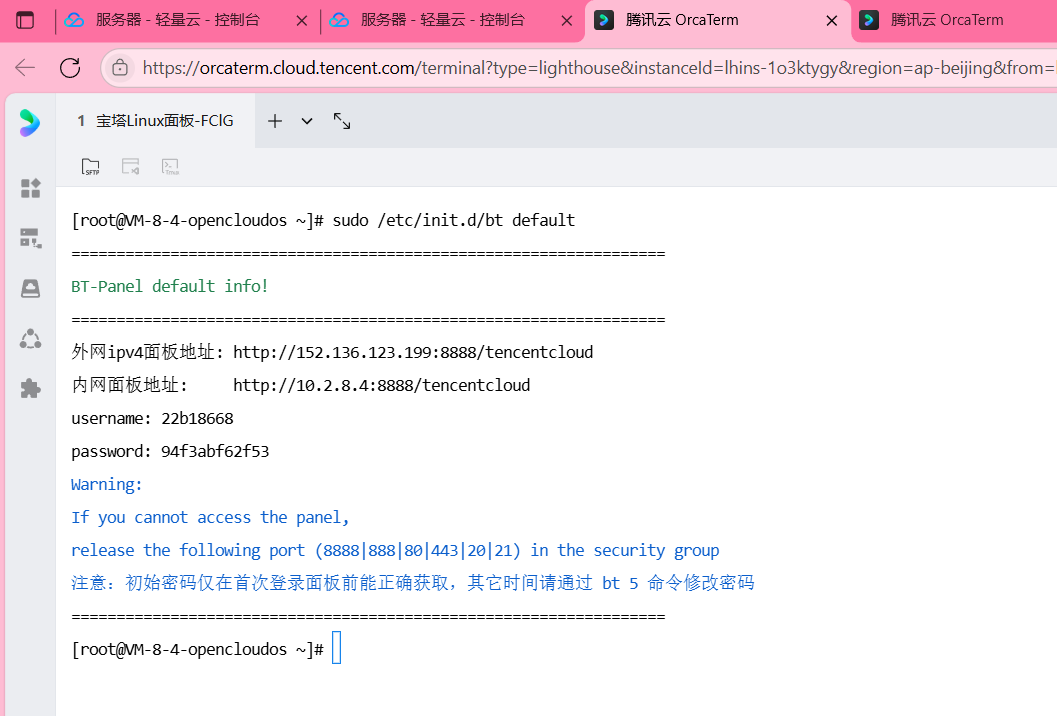 服务器 - 轻量云 - 控制台
服务器 - 轻量云 - 控制台
腾讯云 OrcaTerm
腾讯云 OrcaTerm
https://orcaterm.cloud.tencent.com/terminal?type=lighthouse&instanceId=lhins-1o3ktygy&region=ap-beijing&from=
1 宝塔Linux面板-FClG
SFTP
Tmux
[root@VM-8-4-opencloudos ~]# sudo /etc/init.d/bt default
==================================================================
BT-Panel default info!
==================================================================
外网ipv4面板地址: http://152.136.123.199:8888/tencentcloud
内网面板地址:     http://10.2.8.4:8888/tencentcloud
username: 22b18668
password: 94f3abf62f53
Warning:
If you cannot access the panel,
release the following port (8888|888|80|443|20|21) in the security group
注意：初始密码仅在首次登录面板前能正确获取，其它时间请通过 bt 5 命令修改密码
==================================================================
[root@VM-8-4-opencloudos ~]#